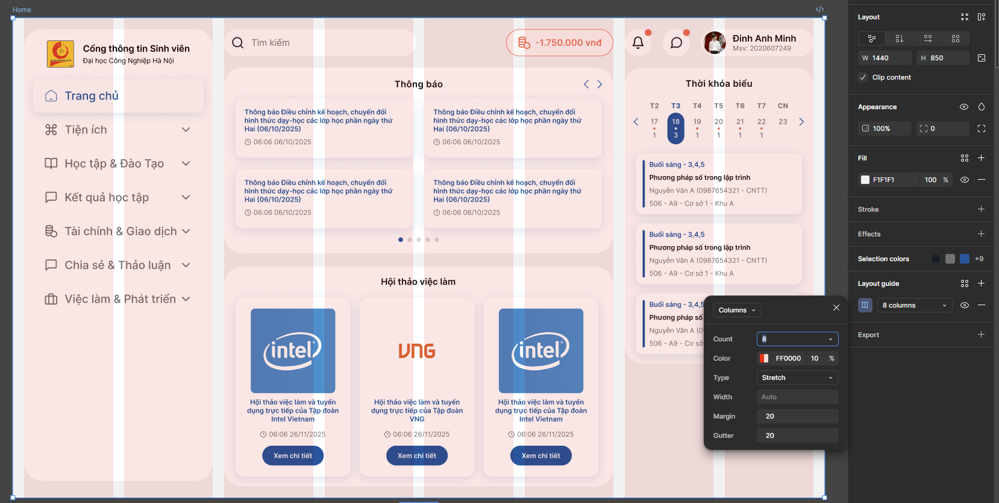 Home
Cổng thông tin Sinh viên
Đại học Công Nghiệp Hà Nội
Trang chủ
Tiện ích
Học tập & Đào Tạo
Kết quả học tập
Tài chính & Giao dịch
Chia sẻ & Thảo luận
Việc làm & Phát triển
Tìm kiếm
-1.750.000 vnđ
Đinh Anh Minh
Msv: 2020607249
Thông báo
Thông báo Điều chỉnh kế hoạch, chuyển đổi
hình thức dạy-học các lớp học phần ngày thứ
Hai (06/10/2025)
06:06 06/10/2025
Thông báo Điều chỉnh kế hoạch, chuyển đổi
hình thức dạy-học các lớp học phần ngày thứ
Hai (06/10/2025)
06:06 06/10/2025
Thông báo Điều chỉnh kế hoạch, chuyển đổi
hình thức dạy-học các lớp học phần ngày thứ
Hai (06/10/2025)
06:06 06/10/2025
Thông báo Điều chỉnh kế hoạch, chuyển đổi
hình thức dạy-học các lớp học phần ngày thứ
Hai (06/10/2025)
06:06 06/10/2025
Hội thảo việc làm
intel
Hội thảo việc làm và tuyển
dụng trực tiếp của Tập đoàn
Intel Vietnam
06:06 26/11/2025
Xem chi tiết
VNG
Hội thảo việc làm và tuyển
dụng trực tiếp của Tập đoàn
VNG
06:06 26/11/2025
Xem chi tiết
intel
Hội thảo việc làm và tuyển
dụng trực tiếp của Tập đoàn
Intel Vietnam
06:06 26/11/2025
Xem chi tiết
Thời khóa biểu
T2 T3 T4 T5 T6 T7 CN
17 18 19 20 21 22 23
1 3 1 1 1 1
Buổi sáng - 3,4,5
Phương pháp số trong lập trình
Nguyễn Văn A (0987654321 - CNTT)
506 - A9 - Cơ sở 1 - Khu A
Buổi sáng - 3,4,5
Phương pháp số trong lập trình
Nguyễn Văn A (0987654321 - CNTT)
506 - A9 - Cơ sở 1 - Khu A
Buổi sáng - 3,4,5
Phương pháp số
Nguyễn Văn A (0
506 - A9 - Cơ sở
Columns
Count 8
Color FF0000 10 %
Type Stretch
Width Auto
Margin 20
Gutter 20
Layout
W 1440 H 850
Clip content
Appearance
100% 0
Fill
F1F1F1 100 %
Stroke
Effects
Selection colors +9
Layout guide
8 columns
Export